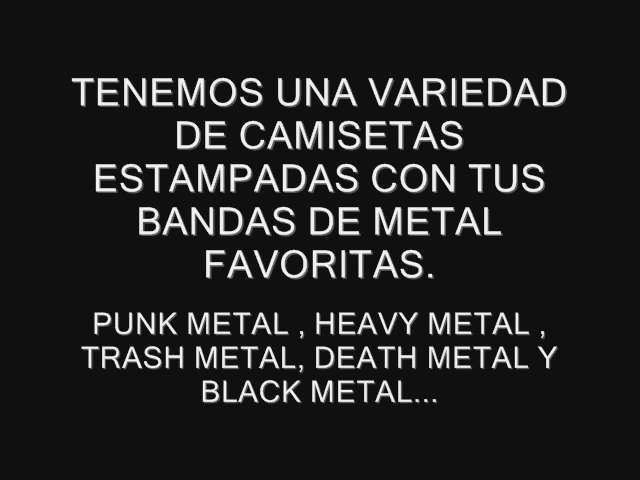 TENEMOS UNA VARIEDAD
DE CAMISETAS
ESTAMPADAS CON TUS
BANDAS DE METAL
FAVORITAS.
PUNK METAL , HEAVY METAL ,
TRASH METAL, DEATH METAL Y
BLACK METAL...